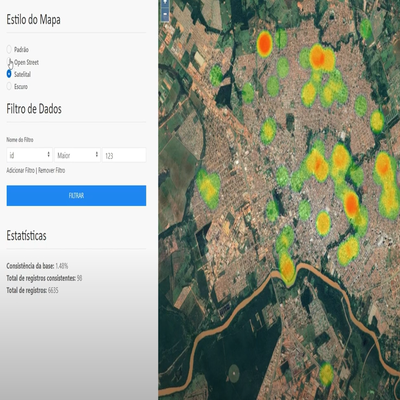 Estilo do Mapa
Padrão
Open Street
Satelital
Escuro
Filtro de Dados
Nome do Filtro
id Maior 123
Adicionar Filtro | Remover Filtro
FILTRAR
Estatísticas
Consistência da base: 1.48%
Total de registros consistentes: 98
Total de registros: 6635